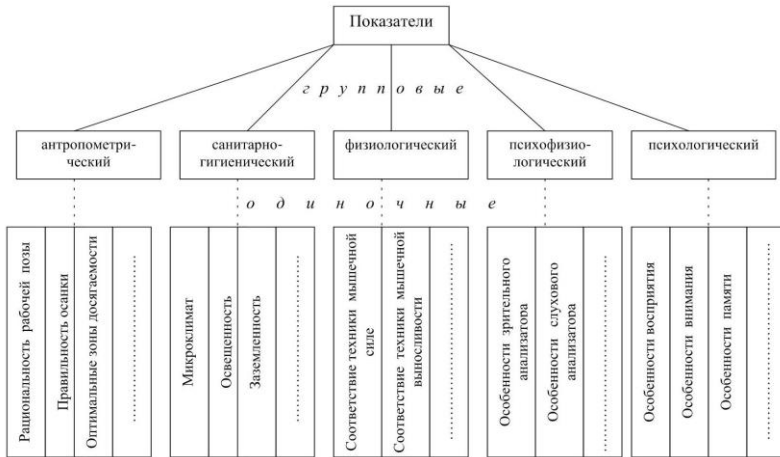 Показатели
групповые
антропометри-
ческий
санитарно-
гигиенический
физиологический
психофизио-
логический
психологический
одиночные
Рациональность рабочей позы
Правильность осанки
Оптимальные зоны досягаемости
Микроклимат
Освещенность
Заземленность
Соответствие техники мышечной
силе
Соответствие техники мышечной
выносливости
Особенности зрительного
анализатора
Особенности слухового
анализатора
Особенности восприятия
Особенности внимания
Особенности памяти